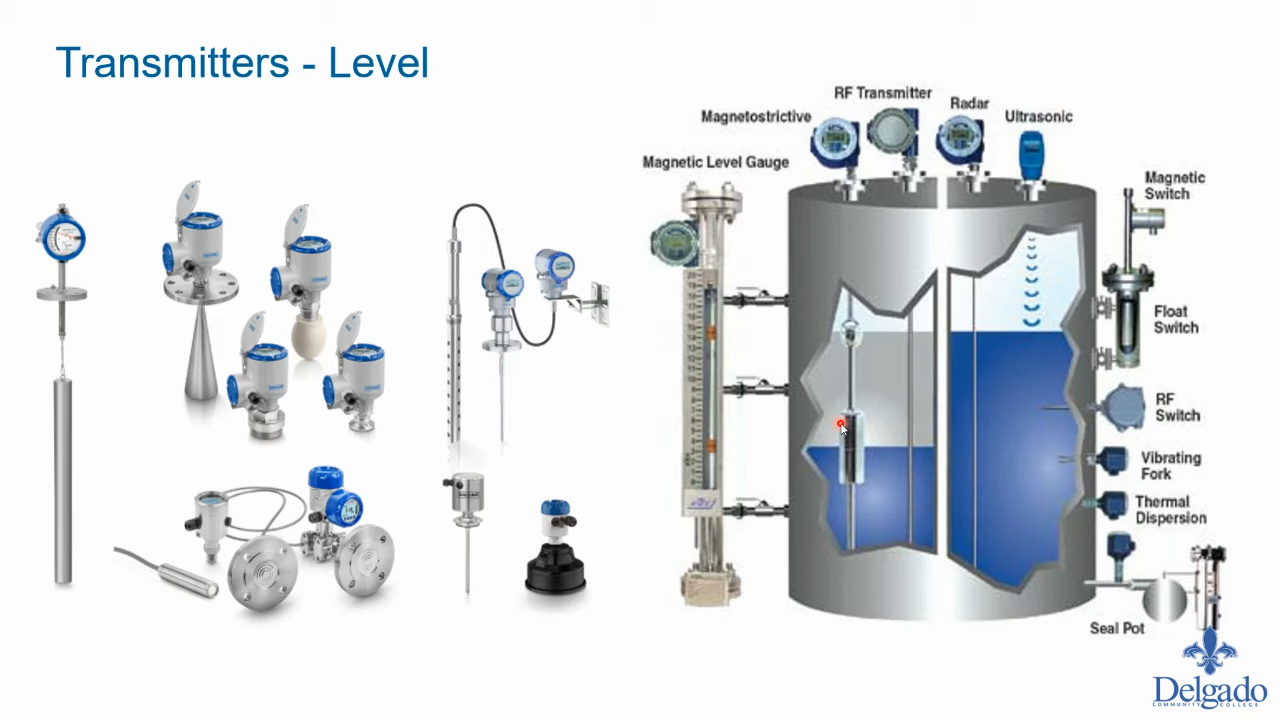 Transmitters - Level
RF Transmitter
Radar
Magnetostrictive
Ultrasonic
Magnetic Level Gauge
Magnetic
Switch
Float
Switch
RF
Switch
Vibrating
Fork
Thermal
Dispersion
Seal Pot
Delgado
COMMUNITY COLLEGE